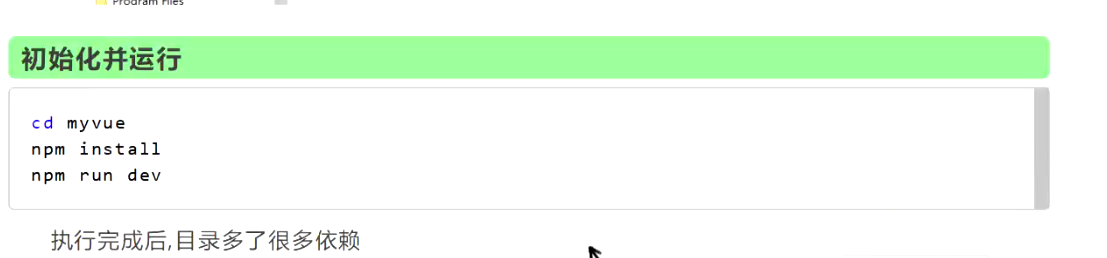 Program Files
初始化并运行
cd myvue
npm install
npm run dev
执行完成后,目录多了很多依赖